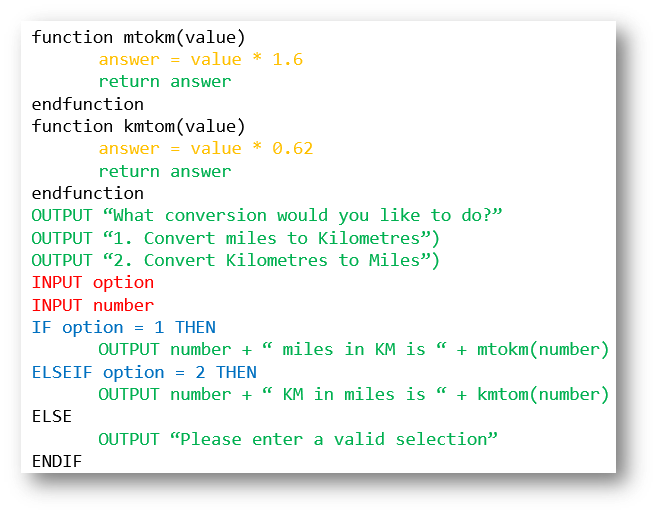 function mtokm(value)
answer = value * 1.6
return answer
endfunction
function kmtom(value)
answer = value * 0.62
return answer
endfunction
OUTPUT “What conversion would you like to do?”
OUTPUT “1. Convert miles to Kilometres”)
OUTPUT “2. Convert Kilometres to Miles”)
INPUT option
INPUT number
IF option = 1 THEN
OUTPUT number + “ miles in KM is “ + mtokm(number)
ELSEIF option = 2 THEN
OUTPUT number + “ KM in miles is “ + kmtom(number)
ELSE
OUTPUT “Please enter a valid selection”
ENDIF